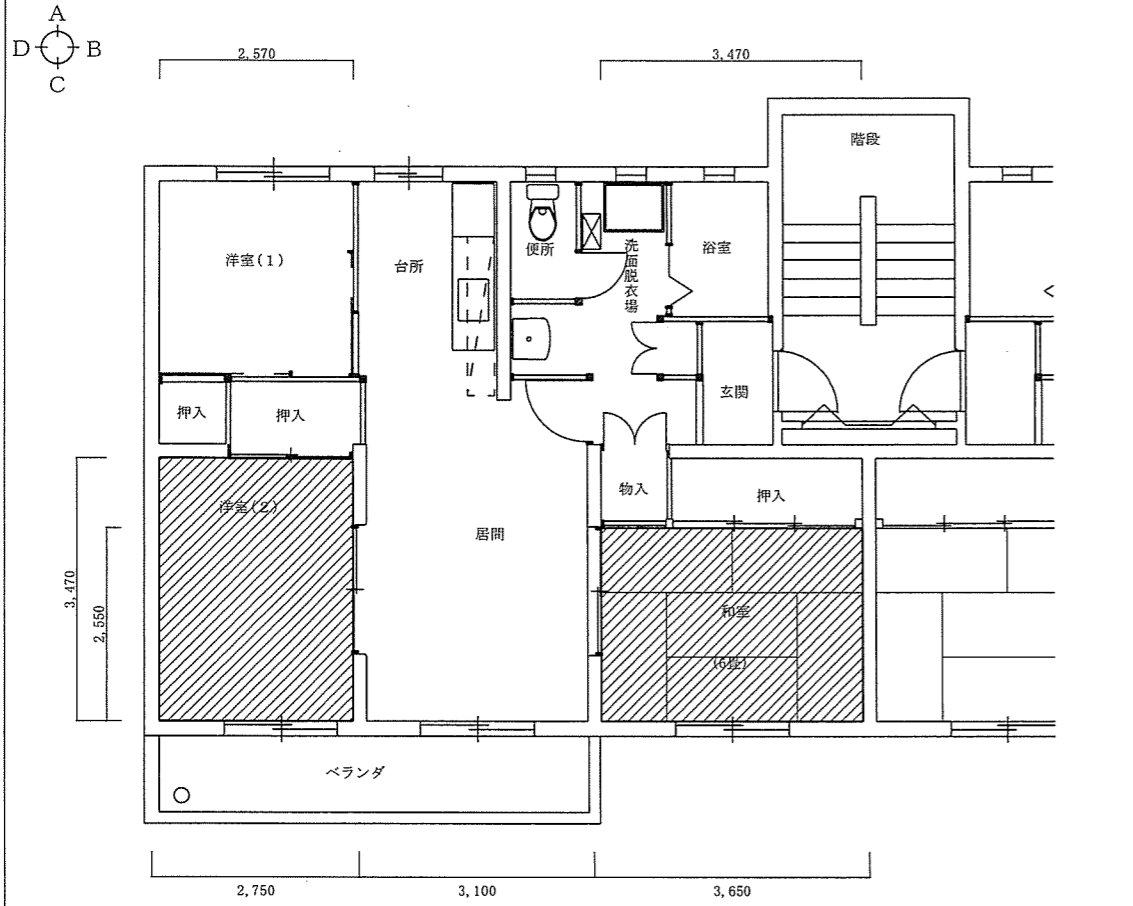 A
D B
C
2,570
3,470
階段
洋室(1)
台所
便所
洗面脱衣場
浴室
押入
押入
玄関
洋室(2)
居間
物入
押入
3,470
2,550
和室
(6畳)
ベランダ
2,750
3,100
3,650